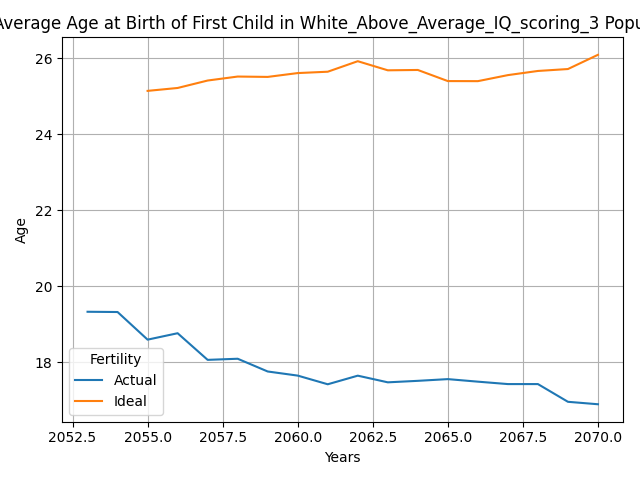 Average Age at Birth of First Child in White_Above_Average_IQ_scoring_3 Popu
26
24
22
20
18
Age
Fertility
Actual
Ideal
2052.5 2055.0 2057.5 2060.0 2062.5 2065.0 2067.5 2070.0
Years